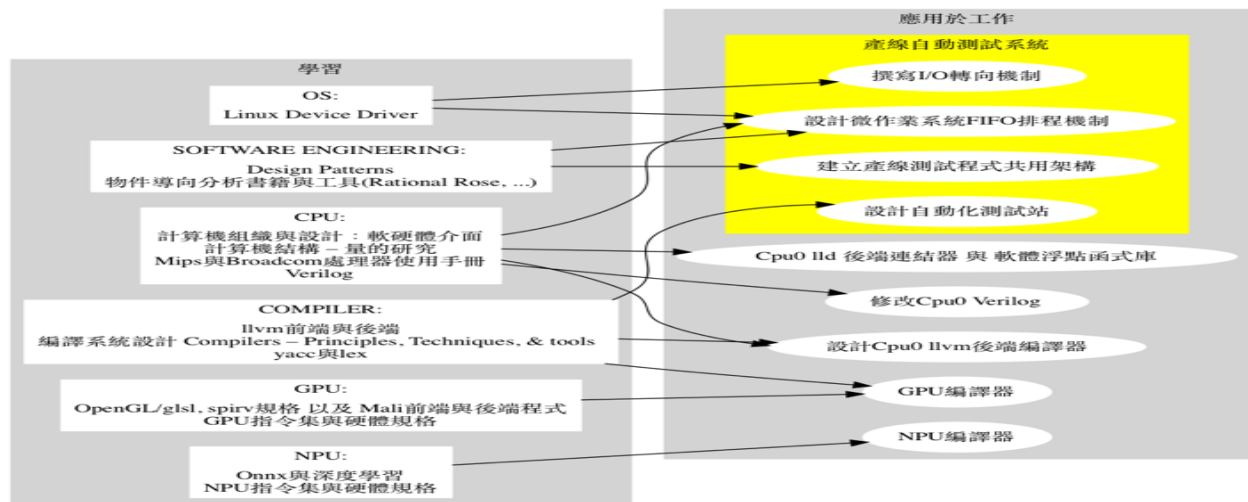 學習
OS:
Linux Device Driver
SOFTWARE ENGINEERING:
Design Patterns
物件導向分析書籍與工具(Rational Rose, ...)
CPU:
計算機組織與設計：軟硬體介面
計算機結構 – 量的研究
Mips與Broadcom處理器使用手冊
Verilog
COMPILER:
llvm前端與後端
編譯系統設計 Compilers – Principles, Techniques, & tools
yacc與lex
GPU:
OpenGL/glsl, spirv規格 以及 Mali前端與後端程式
GPU指令集與硬體規格
NPU:
Onnx與深度學習
NPU指令集與硬體規格
應用於工作
產線自動測試系統
撰寫I/O轉向機制
設計微作業系統FIFO排程機制
建立產線測試程式共用架構
設計自動化測試站
Cpu0 lld 後端連結器 與 軟體浮點函式庫
修改Cpu0 Verilog
設計Cpu0 llvm後端編譯器
GPU編譯器
NPU編譯器